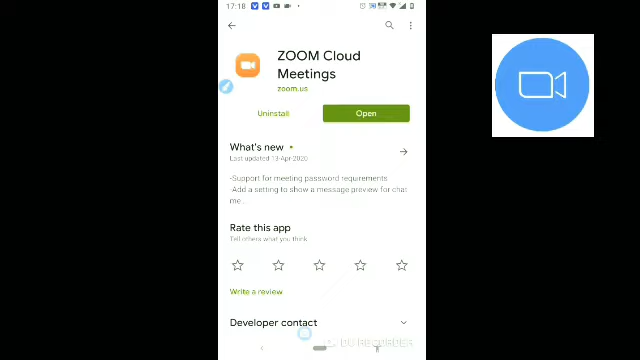 17:18
ZOOM Cloud
Meetings
zoom.us
Uninstall
Open
What's new
Last updated 13-Apr 2020
-Support for meeting password requirements
-Add a setting to show a message preview for chat
me...
Rate this app
Tell others what you think
Write a review
Developer contact
DU RECORDER